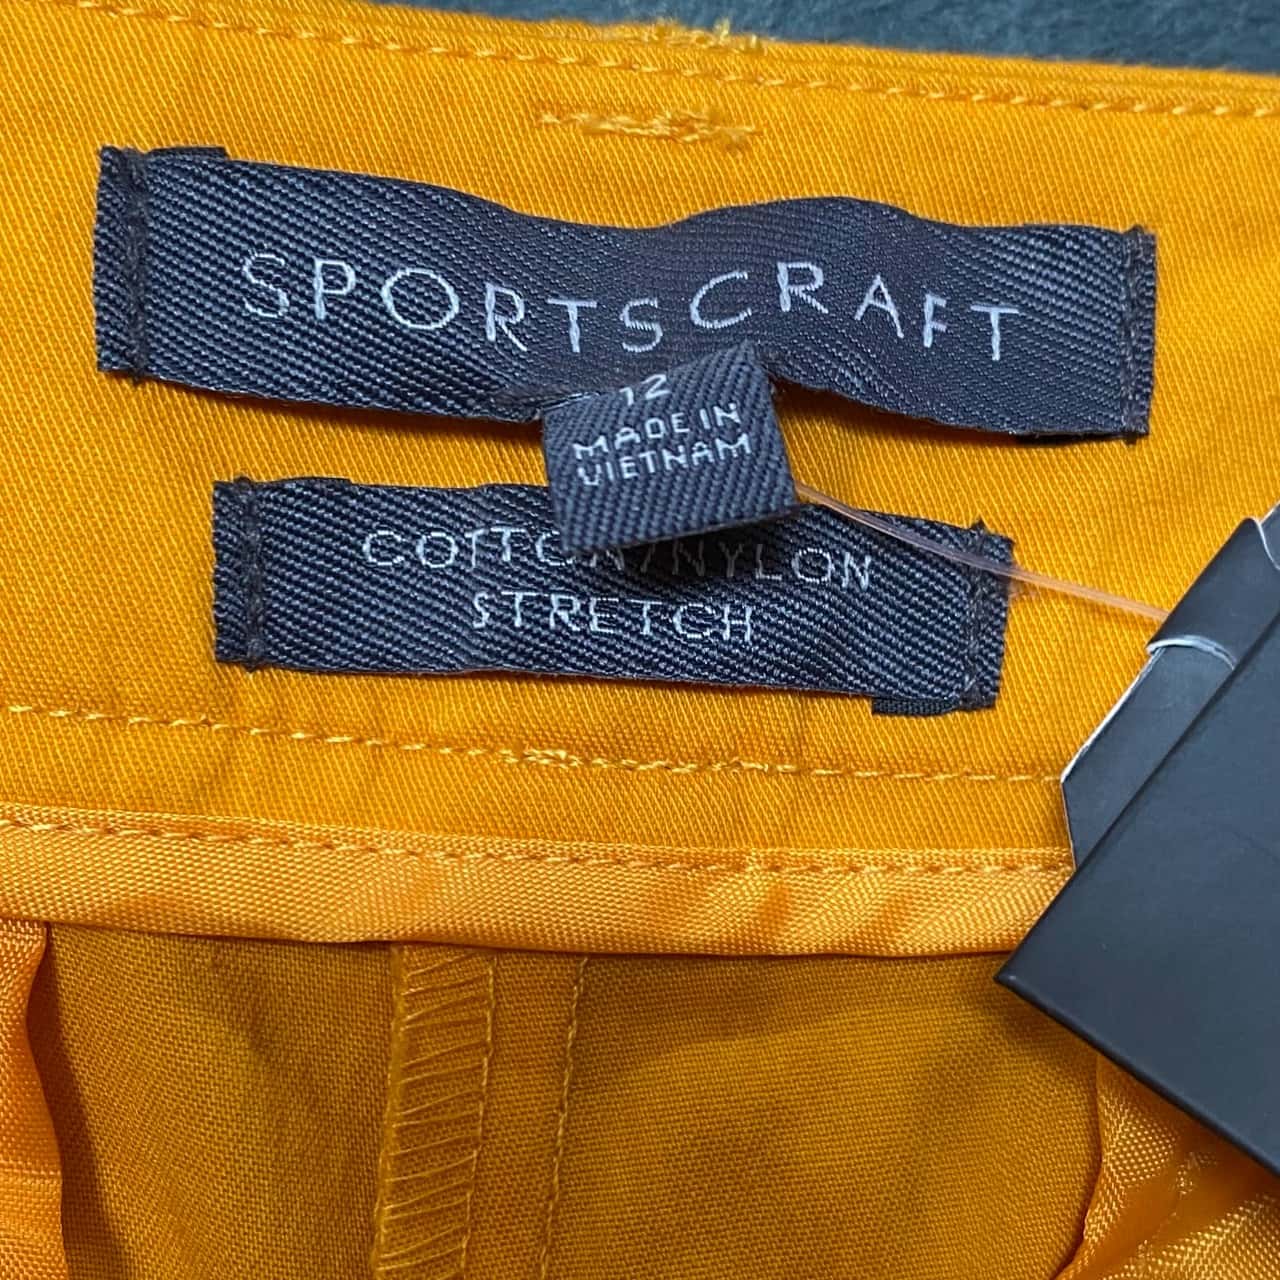 SPORTSCRAFT
12
MADE IN
VIETNAM
COTTON/NYLON
STRETCH